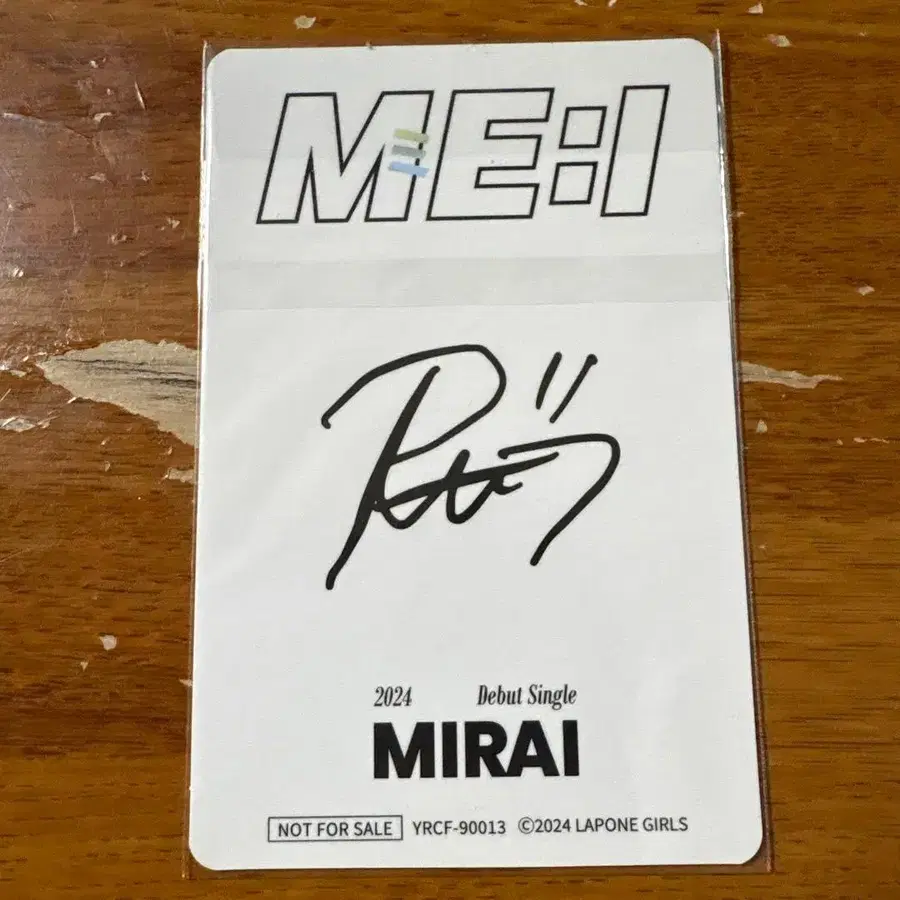 ME:I
2024 Debut Single
MIRAI
NOT FOR SALE YRCF-90013 ©2024 LAPONE GIRLS